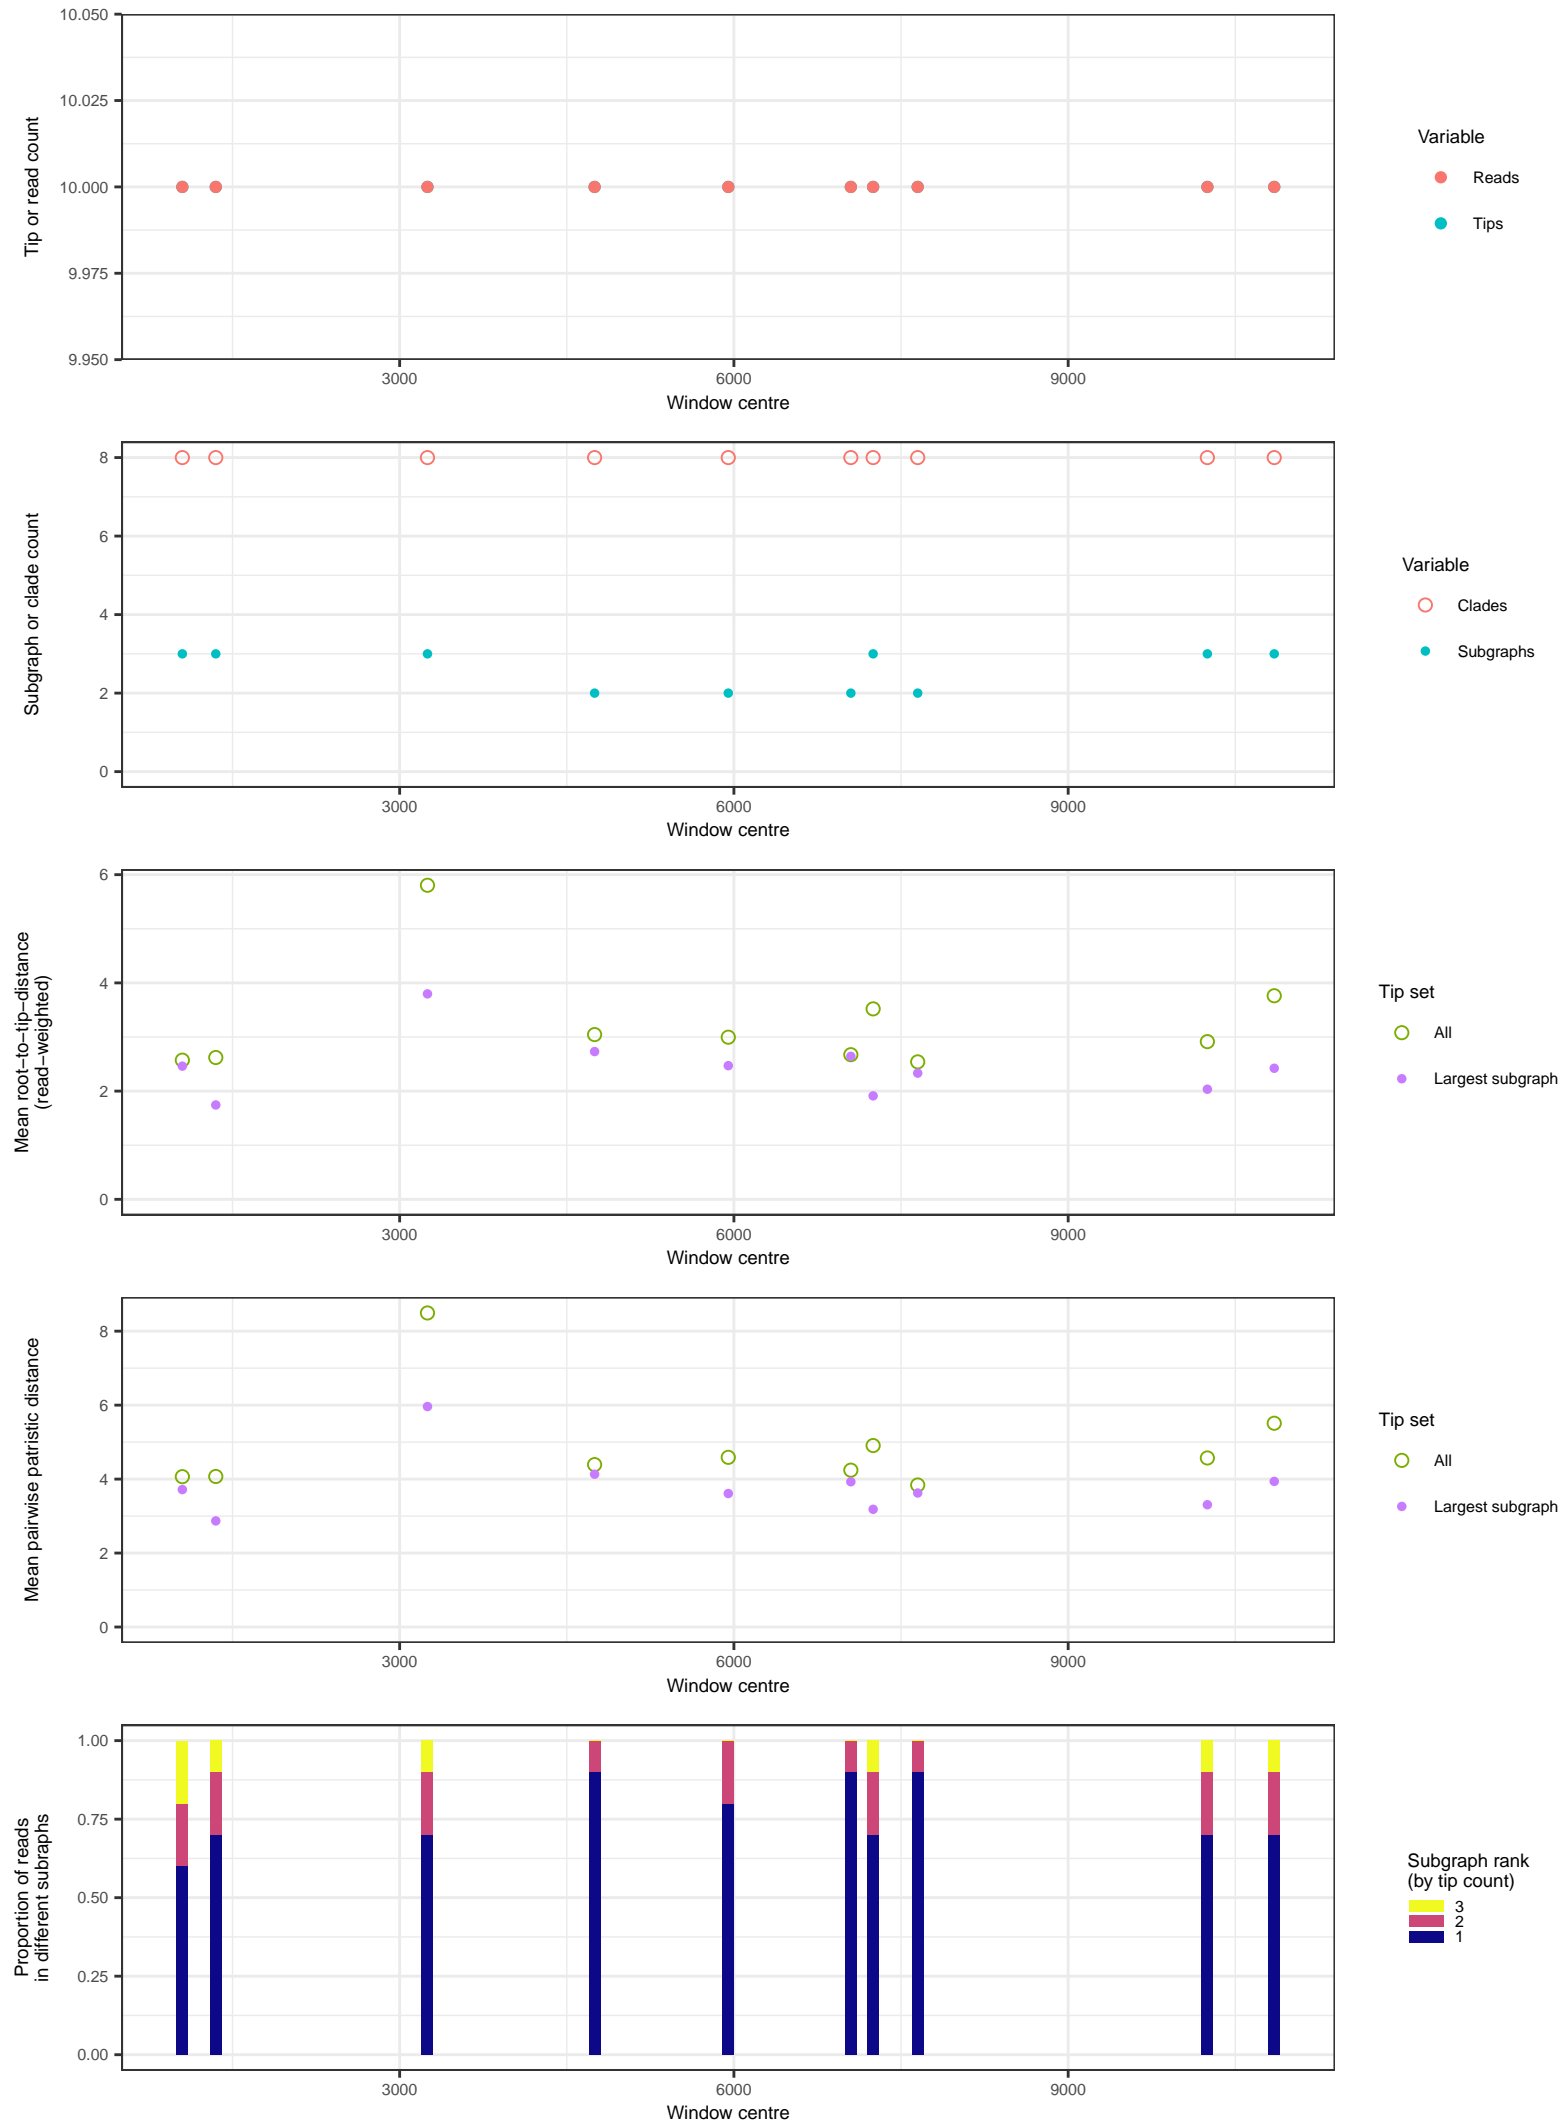 10.050
10.025
10.000
9.975
9.950
Tip or read count
3000
6000
9000
Window centre
Variable
Reads
Tips
8
6
4
2
0
Subgraph or clade count
3000
6000
9000
Window centre
Variable
Clades
Subgraphs
6
4
2
0
Mean root−to−tip−distance
(read−weighted)
3000
6000
9000
Window centre
Tip set
All
Largest subgraph
8
6
4
2
0
Mean pairwise patristic distance
3000
6000
9000
Window centre
Tip set
All
Largest subgraph
1.00
0.75
0.50
0.25
0.00
Proportion of reads
in different subraphs
3000
6000
9000
Window centre
Subgraph rank
(by tip count)
3
2
1